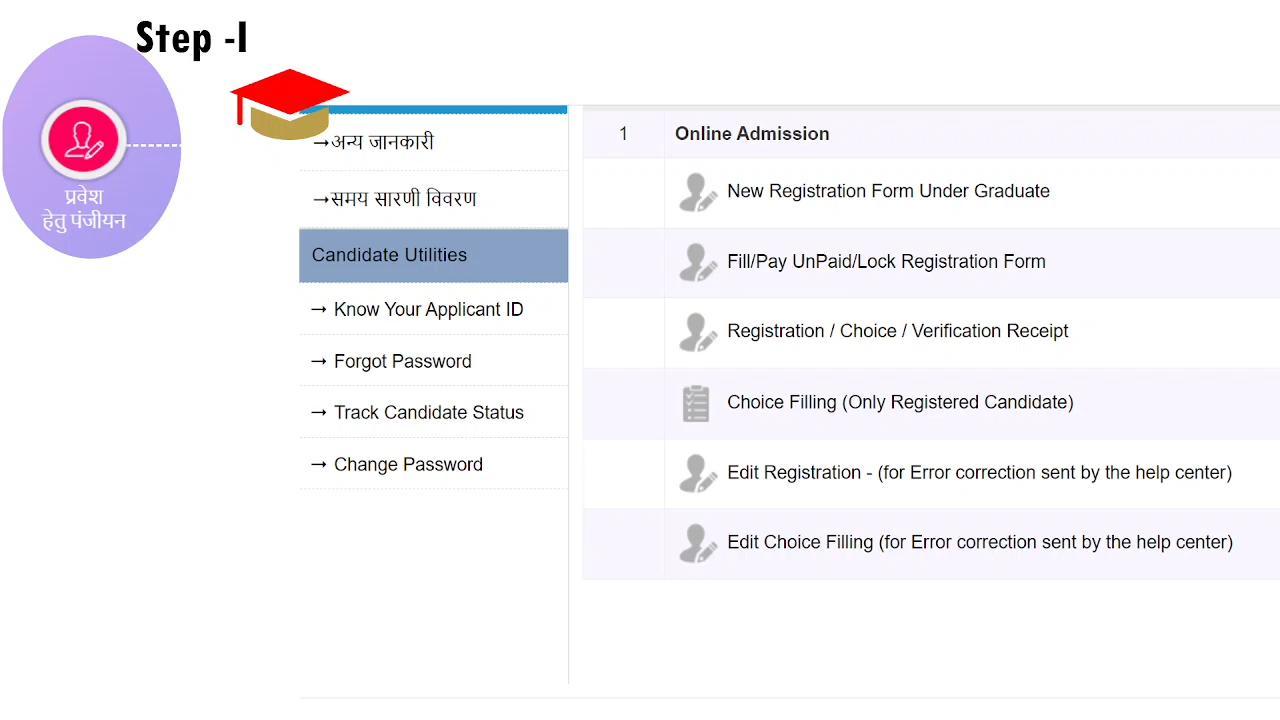 Step -I
प्रवेश
हेतु पंजीयन
→अन्य जानकारी
→समय सारणी विवरण
Candidate Utilities
→ Know Your Applicant ID
→ Forgot Password
→ Track Candidate Status
→ Change Password
1 Online Admission
New Registration Form Under Graduate
Fill/Pay UnPaid/Lock Registration Form
Registration / Choice / Verification Receipt
Choice Filling (Only Registered Candidate)
Edit Registration - (for Error correction sent by the help center)
Edit Choice Filling (for Error correction sent by the help center)